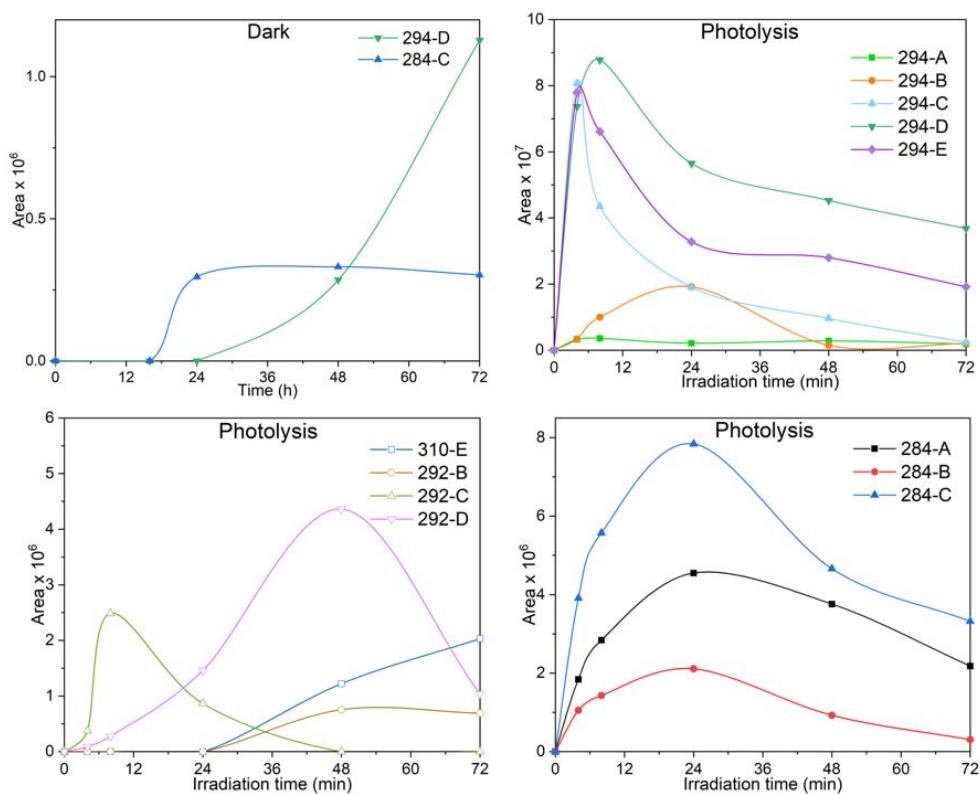 Dark
294-D
284-C
Area x 10⁶
1.0
0.5
0.0
0 12 24 36 48 60 72
Time (h)
Photolysis
294-A
294-B
294-C
294-D
294-E
Area x 10⁷
10
8
6
4
2
0
0 12 24 36 48 60 72
Irradiation time (min)
Photolysis
310-E
292-B
292-C
292-D
Area x 10⁶
6
5
4
3
2
1
0
0 12 24 36 48 60 72
Irradiation time (min)
Photolysis
284-A
284-B
284-C
Area x 10⁶
8
6
4
2
0
0 12 24 36 48 60 72
Irradiation time (min)